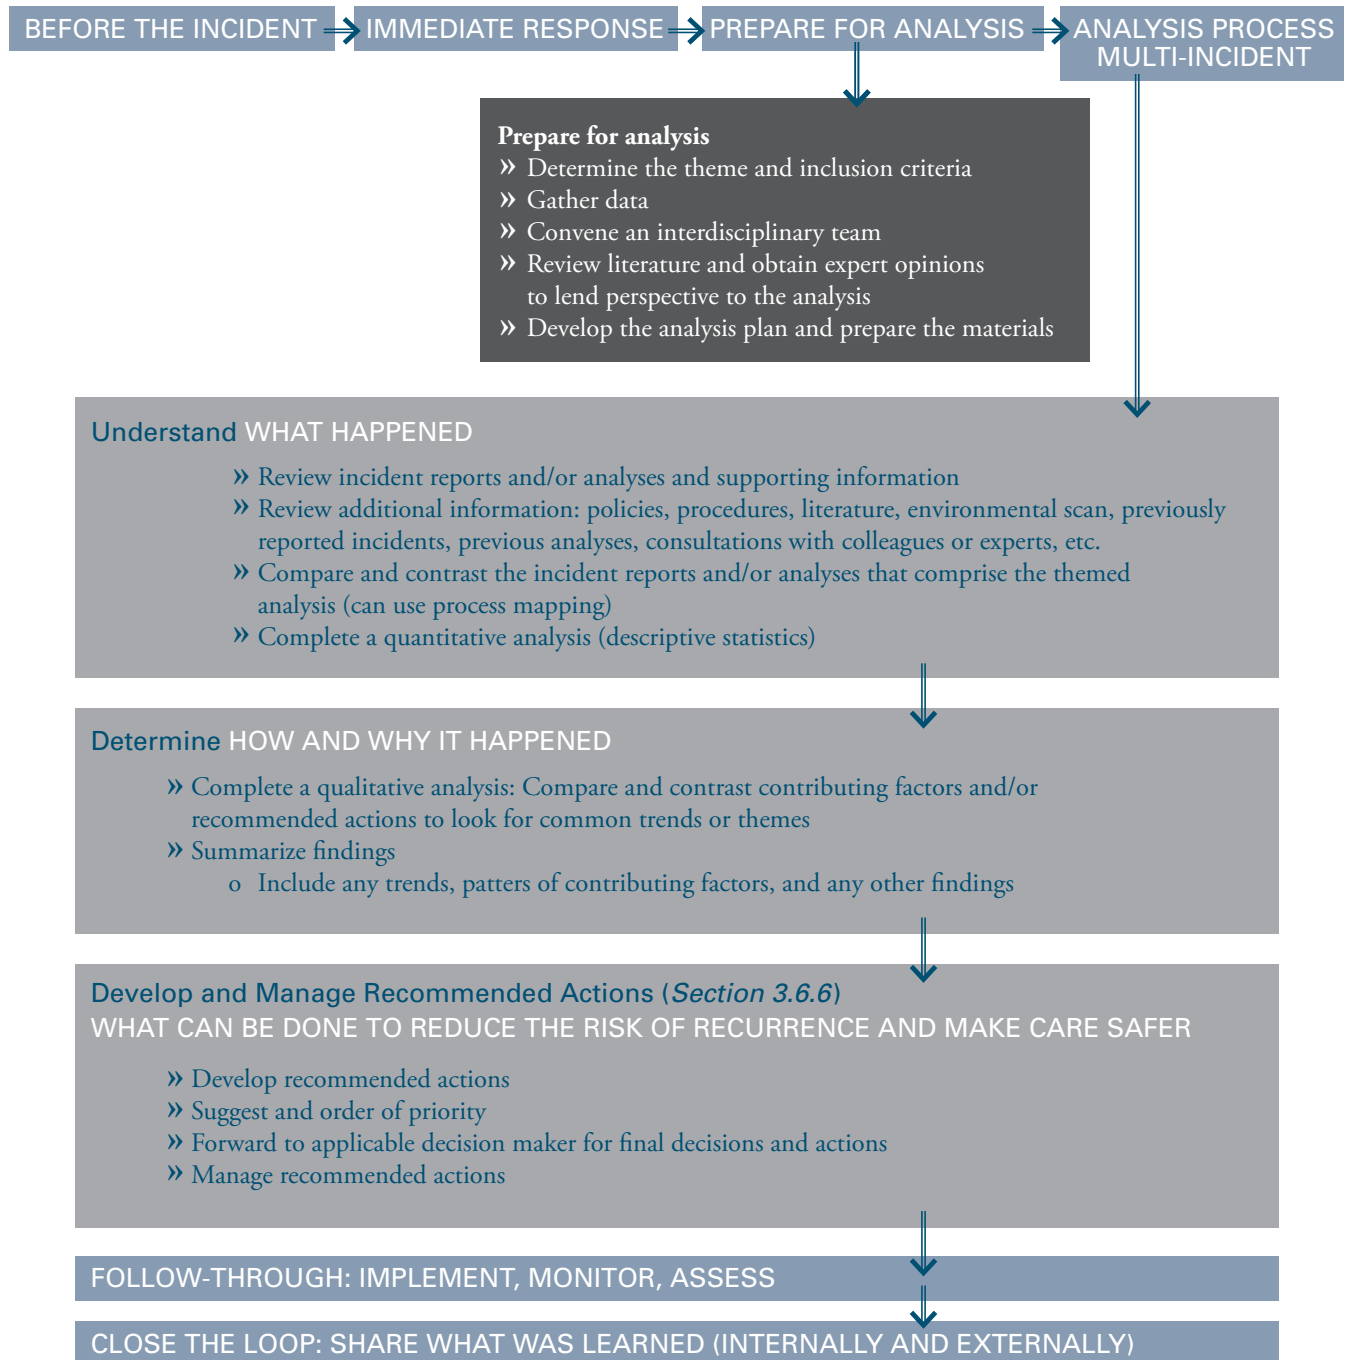 BEFORE THE INCIDENT
IMMEDIATE RESPONSE
PREPARE FOR ANALYSIS
ANALYSIS PROCESS
MULTI-INCIDENT
Prepare for analysis
» Determine the theme and inclusion criteria
» Gather data
» Convene an interdisciplinary team
» Review literature and obtain expert opinions
to lend perspective to the analysis
» Develop the analysis plan and prepare the materials
Understand WHAT HAPPENED
» Review incident reports and/or analyses and supporting information
» Review additional information: policies, procedures, literature, environmental scan, previously
reported incidents, previous analyses, consultations with colleagues or experts, etc.
» Compare and contrast the incident reports and/or analyses that comprise the themed
analysis (can use process mapping)
» Complete a quantitative analysis (descriptive statistics)
Determine HOW AND WHY IT HAPPENED
» Complete a qualitative analysis: Compare and contrast contributing factors and/or
recommended actions to look for common trends or themes
» Summarize findings
o Include any trends, patters of contributing factors, and any other findings
Develop and Manage Recommended Actions (Section 3.6.6)
WHAT CAN BE DONE TO REDUCE THE RISK OF RECURRENCE AND MAKE CARE SAFER
» Develop recommended actions
» Suggest and order of priority
» Forward to applicable decision maker for final decisions and actions
» Manage recommended actions
FOLLOW-THROUGH: IMPLEMENT, MONITOR, ASSESS
CLOSE THE LOOP: SHARE WHAT WAS LEARNED (INTERNALLY AND EXTERNALLY)